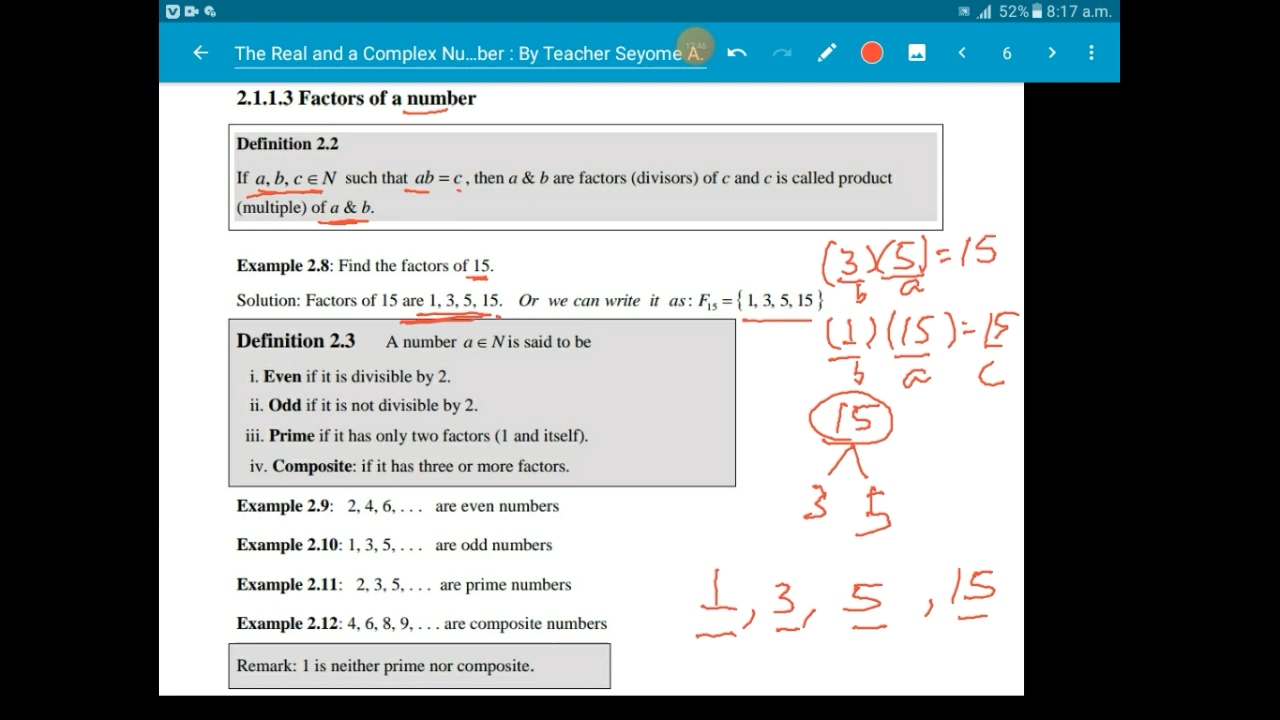 52% 8:17 a.m.
The Real and a Complex Nu...ber : By Teacher Seyome A.
6
2.1.1.3 Factors of a number
Definition 2.2
If a, b, c ∈ N such that ab = c, then a & b are factors (divisors) of c and c is called product
(multiple) of a & b.
Example 2.8: Find the factors of 15.
Solution: Factors of 15 are 1, 3, 5, 15. Or we can write it as: F₁₅ = { 1, 3, 5, 15 }
Definition 2.3 A number a ∈ N is said to be
i. Even if it is divisible by 2.
ii. Odd if it is not divisible by 2.
iii. Prime if it has only two factors (1 and itself).
iv. Composite: if it has three or more factors.
Example 2.9: 2, 4, 6, . . . are even numbers
Example 2.10: 1, 3, 5, . . . are odd numbers
Example 2.11: 2, 3, 5, . . . are prime numbers
Example 2.12: 4, 6, 8, 9, . . . are composite numbers
Remark: 1 is neither prime nor composite.
(3)(5) = 15
b a
(1)(15) = 15
b a c
15
3 5
1, 3, 5, 15